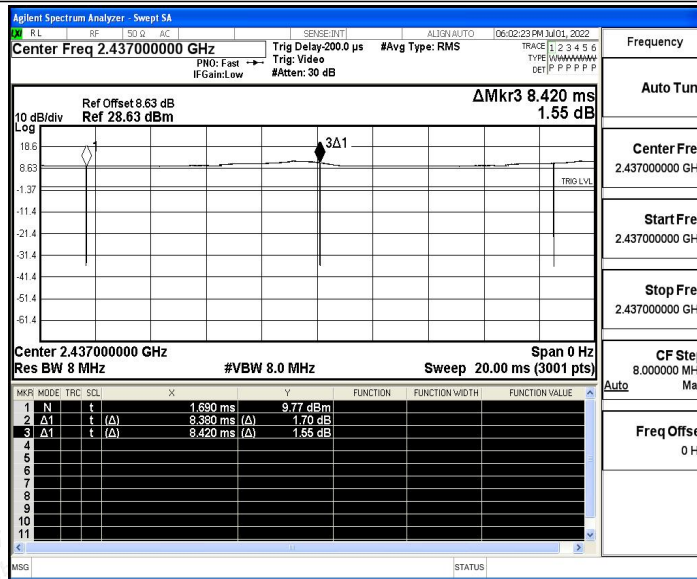 Agilent Spectrum Analyzer - Swept SA
RL RF 50 Ω AC SENSE:INT ALIGN AUTO 06:02:23 PM Jul 01, 2022
Center Freq 2.437000000 GHz
PNO: Fast
IFGain:Low
Trig Delay-200.0 µs
Trig: Video
#Atten: 30 dB
#Avg Type: RMS
TRACE 1 2 3 4 5 6
TYPE WWWWWW
DET P P P P P P
Ref Offset 8.63 dB
10 dB/div Ref 28.63 dBm
Log
ΔMkr3 8.420 ms
1.55 dB
1
3Δ1
18.6
8.63
TRIG LVL
-1.37
-11.4
-21.4
-31.4
-41.4
-51.4
-61.4
Center 2.437000000 GHz Span 0 Hz
Res BW 8 MHz #VBW 8.0 MHz Sweep 20.00 ms (3001 pts)
MKR MODE TRC SCL X Y FUNCTION FUNCTION WIDTH FUNCTION VALUE
1 N t 1.690 ms 9.77 dBm
2 Δ1 t (Δ) 8.380 ms (Δ) 1.70 dB
3 Δ1 t (Δ) 8.420 ms (Δ) 1.55 dB
4
5
6
7
8
9
10
11
MSG STATUS
Frequency
Auto Tun
Center Fre
2.437000000 GH
Start Fre
2.437000000 GH
Stop Fre
2.437000000 GH
CF Ste
8.000000 MH
Auto Ma
Freq Offse
0 H